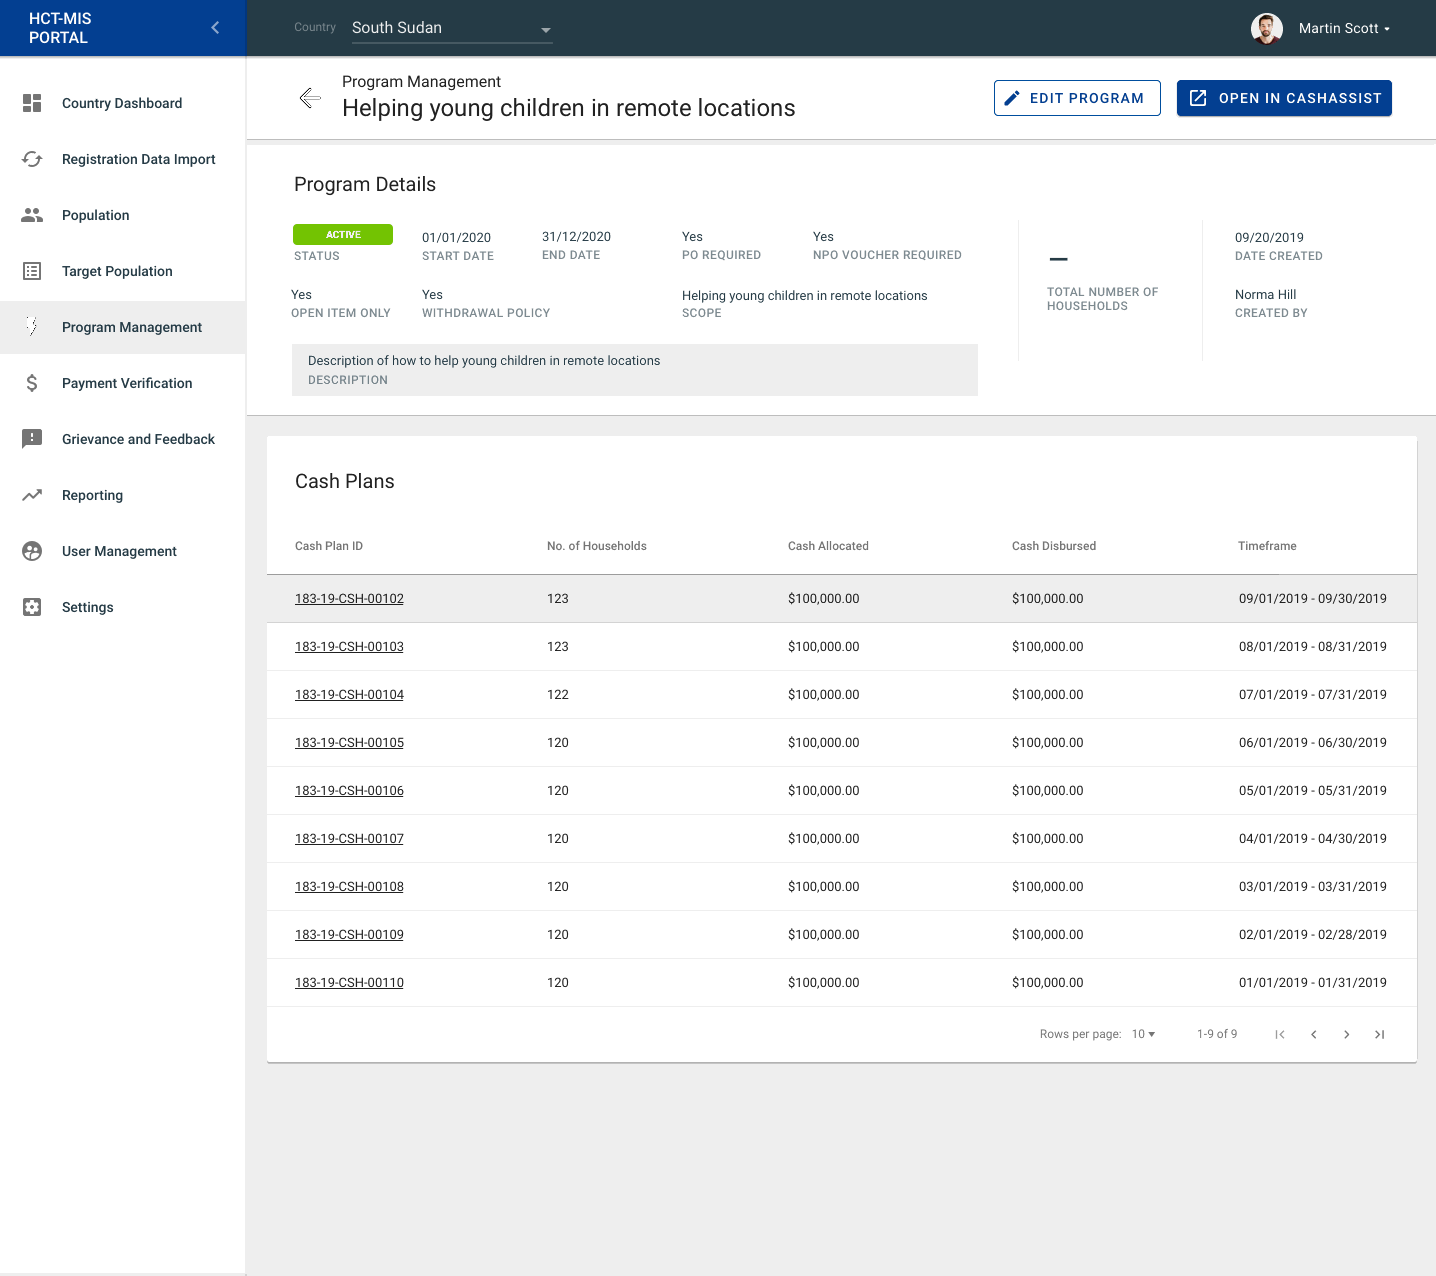 HCT-MIS
PORTAL
Country South Sudan
Martin Scott
Country Dashboard
Registration Data Import
Population
Target Population
Program Management
Payment Verification
Grievance and Feedback
Reporting
User Management
Settings
Program Management
Helping young children in remote locations
EDIT PROGRAM
OPEN IN CASHASSIST
Program Details
ACTIVE
STATUS
01/01/2020
START DATE
31/12/2020
END DATE
Yes
PO REQUIRED
Yes
NPO VOUCHER REQUIRED
Yes
OPEN ITEM ONLY
Yes
WITHDRAWAL POLICY
Helping young children in remote locations
SCOPE
Description of how to help young children in remote locations
DESCRIPTION
–
TOTAL NUMBER OF
HOUSEHOLDS
09/20/2019
DATE CREATED
Norma Hill
CREATED BY
Cash Plans
Cash Plan ID No. of Households Cash Allocated Cash Disbursed Timeframe
183-19-CSH-00102 123 $100,000.00 $100,000.00 09/01/2019 - 09/30/2019
183-19-CSH-00103 123 $100,000.00 $100,000.00 08/01/2019 - 08/31/2019
183-19-CSH-00104 122 $100,000.00 $100,000.00 07/01/2019 - 07/31/2019
183-19-CSH-00105 120 $100,000.00 $100,000.00 06/01/2019 - 06/30/2019
183-19-CSH-00106 120 $100,000.00 $100,000.00 05/01/2019 - 05/31/2019
183-19-CSH-00107 120 $100,000.00 $100,000.00 04/01/2019 - 04/30/2019
183-19-CSH-00108 120 $100,000.00 $100,000.00 03/01/2019 - 03/31/2019
183-19-CSH-00109 120 $100,000.00 $100,000.00 02/01/2019 - 02/28/2019
183-19-CSH-00110 120 $100,000.00 $100,000.00 01/01/2019 - 01/31/2019
Rows per page: 10 1-9 of 9